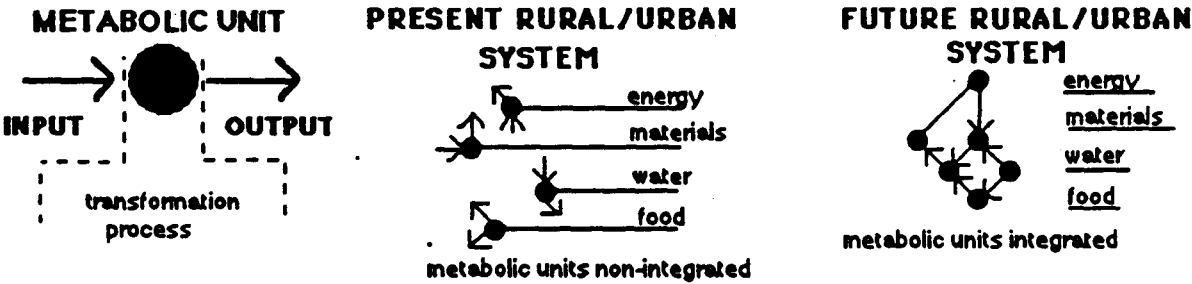 METABOLIC UNIT
INPUT
OUTPUT
transformation
process
PRESENT RURAL/URBAN
SYSTEM
energy
materials
water
food
metabolic units non-integrated
FUTURE RURAL/URBAN
SYSTEM
energy
materials
water
food
metabolic units integrated